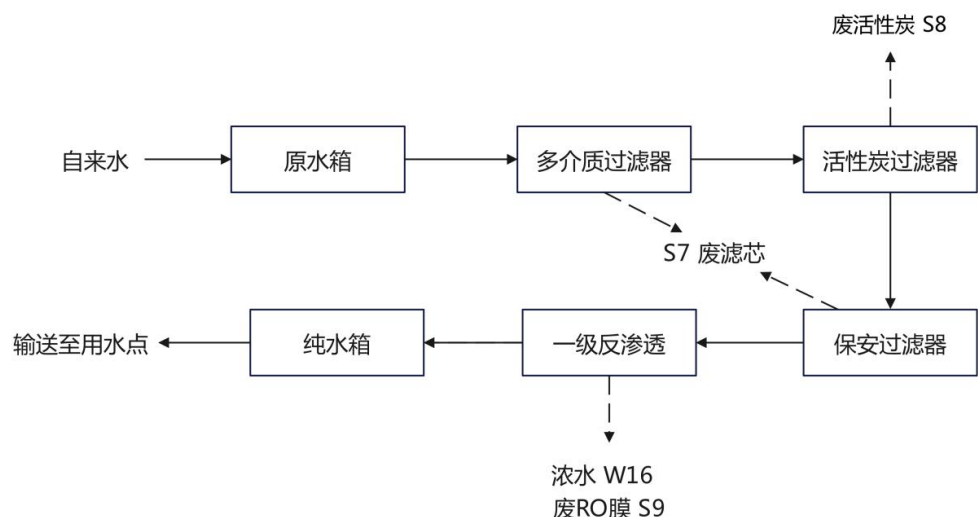 废活性炭 S8
自来水
原水箱
多介质过滤器
活性炭过滤器
S7 废滤芯
输送至用水点
纯水箱
一级反渗透
保安过滤器
浓水 W16
废RO膜 S9